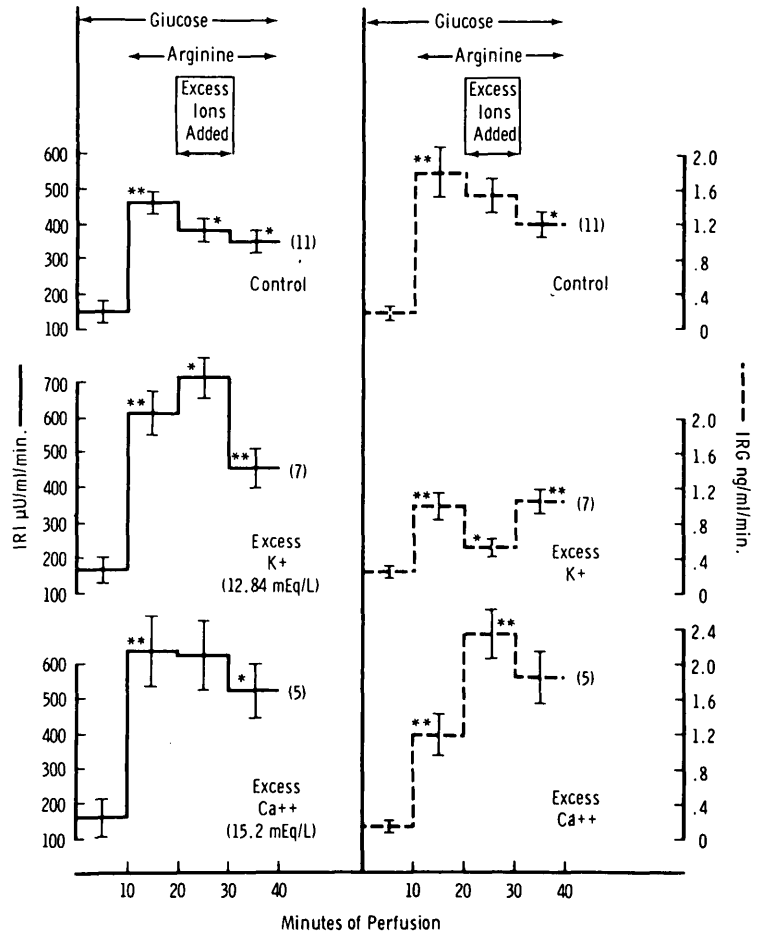 Glucose
Arginine
Excess
Ions
Added
600
500
400
300
200
100
**
*
*
(11)
Control
700
600
500
400
300
200
100
**
*
**
(7)
Excess
K+
(12.84 mEq/L)
600
500
400
300
200
100
**
*
(5)
Excess
Ca++
(15.2 mEq/L)
IRI µU/ml/min.
Glucose
Arginine
Excess
Ions
Added
2.0
1.6
1.2
.8
.4
0
**
*
(11)
Control
2.0
1.6
1.2
.8
.4
0
**
*
**
(7)
Excess
K+
2.4
2.0
1.6
1.2
.8
.4
0
**
**
(5)
Excess
Ca++
IRG ng/ml/min.
10 20 30 40
10 20 30 40
Minutes of Perfusion